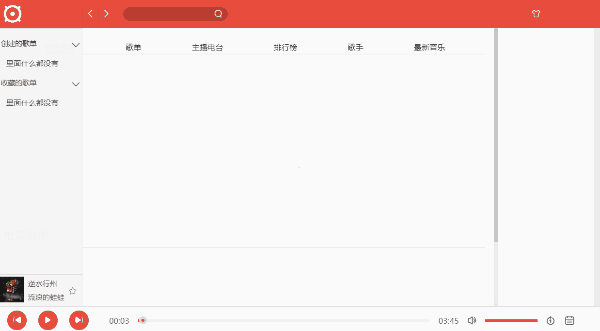 创建的歌单
里面什么都没有
收藏的歌单
里面什么都没有
歌单 主播电台 排行榜 歌手 最新音乐
逆水行州
流浪的蛙蛙
00:03 03:45